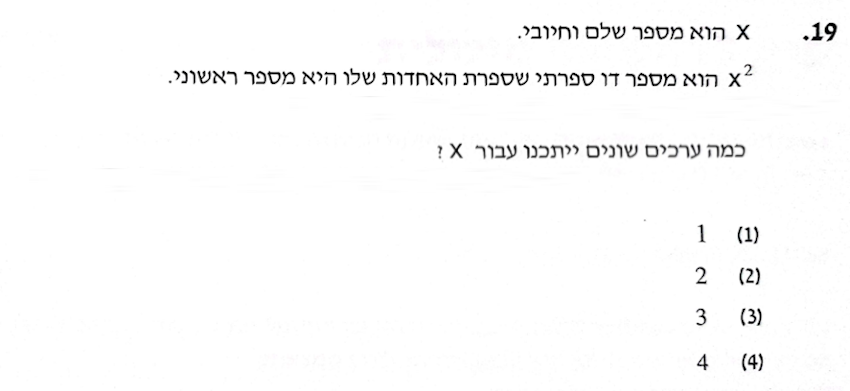 19. X הוא מספר שלם וחיובי.
X² הוא מספר דו ספרתי שספרת האחדות שלו היא מספר ראשוני.
כמה ערכים שונים ייתכנו עבור X ?
(1) 1
(2) 2
(3) 3
(4) 4